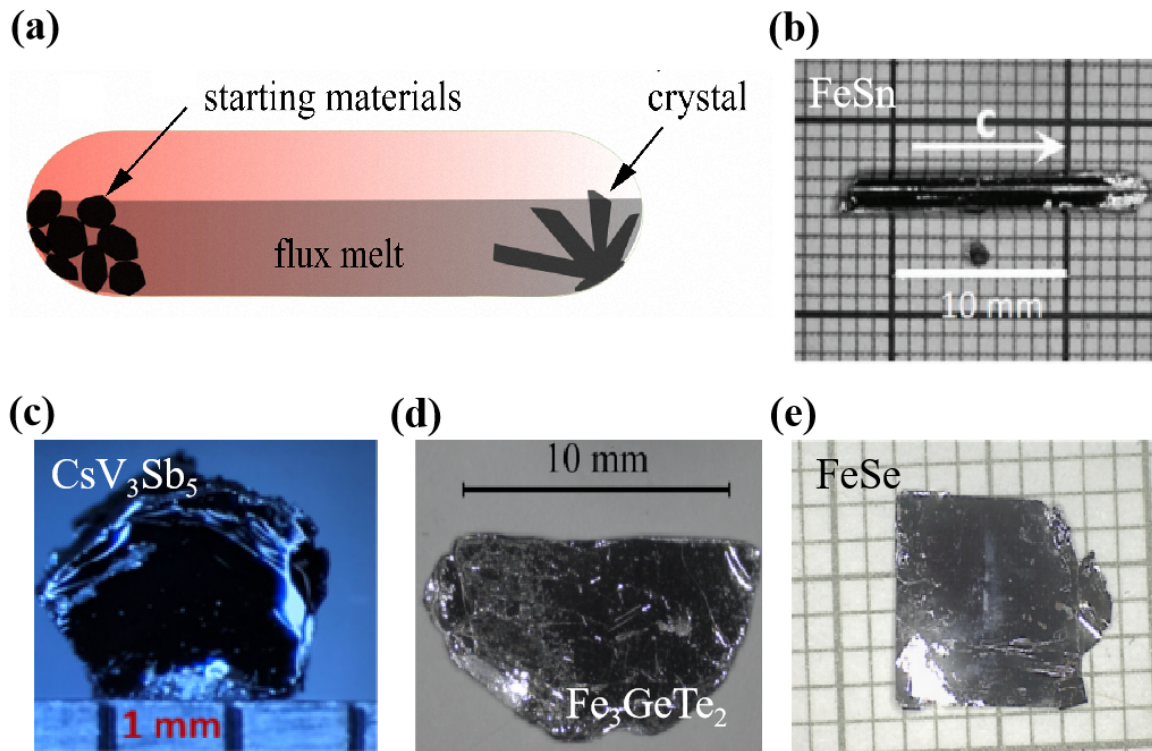 (a)
starting materials
crystal
flux melt
(b)
FeSn
c
10 mm
(c)
CsV₃Sb₅
1 mm
(d)
10 mm
Fe₃GeTe₂
(e)
FeSe